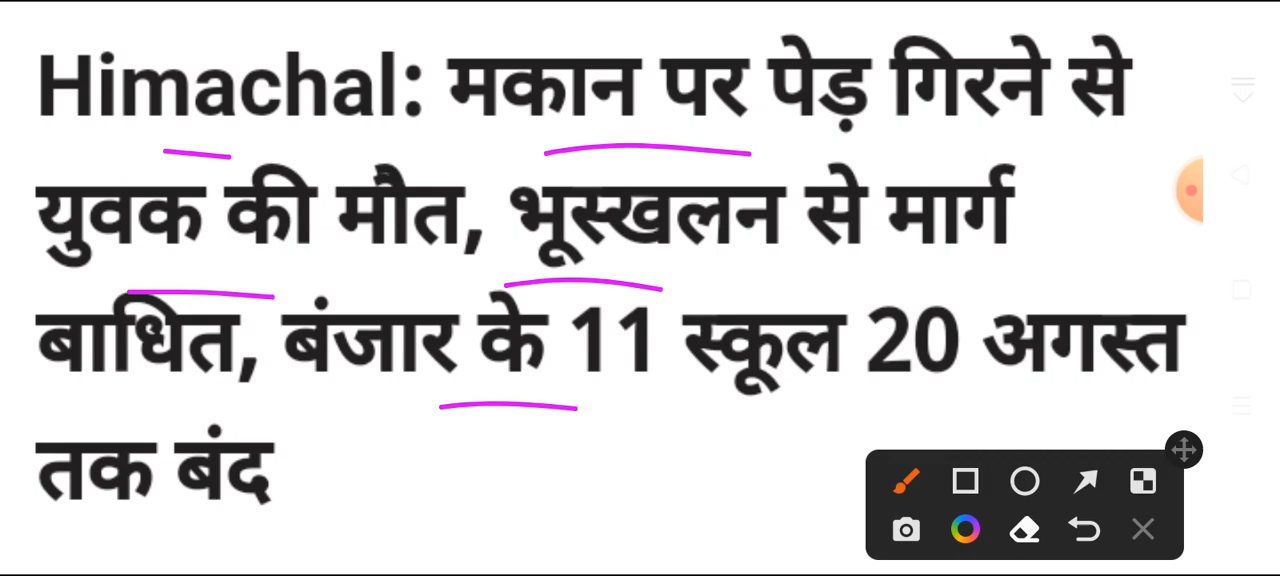 Himachal: मकान पर पेड़ गिरने से
युवक की मौत, भूस्खलन से मार्ग
बाधित, बंजार के 11 स्कूल 20 अगस्त
तक बंद